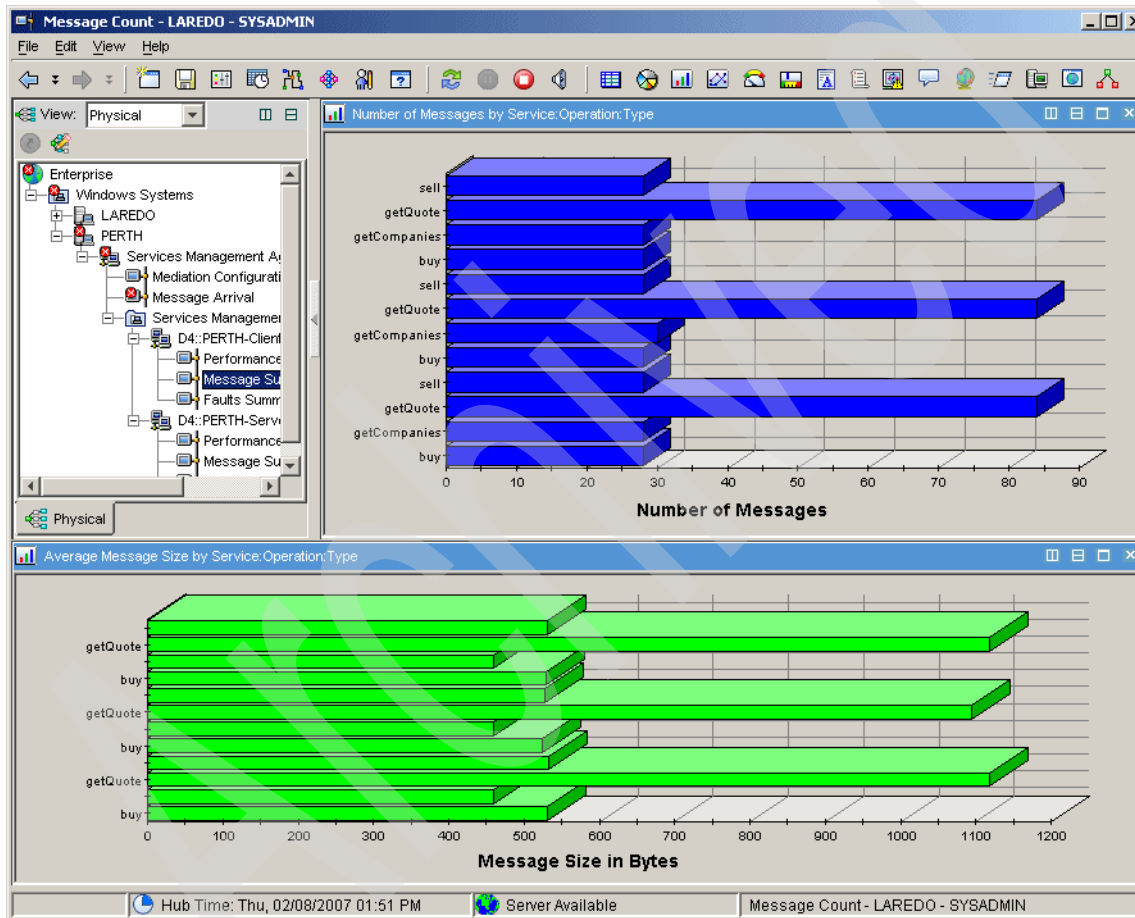 Message Count - LAREDO - SYSADMIN
File Edit View Help
View: Physical
Enterprise
Windows Systems
LAREDO
PERTH
Services Management A
Mediation Configurati
Message Arrival
Services Managemen
D4::PERTH-Client
Performance
Message Su
Faults Summ
D4::PERTH-Serve
Performance
Message Su
Physical
Number of Messages by Service:Operation:Type
sell
getQuote
getCompanies
buy
sell
getQuote
getCompanies
buy
sell
getQuote
getCompanies
buy
0 10 20 30 40 50 60 70 80 90
Number of Messages
Average Message Size by Service:Operation:Type
getQuote
buy
getQuote
buy
getQuote
buy
0 100 200 300 400 500 600 700 800 900 1000 1100 1200
Message Size in Bytes
Hub Time: Thu, 02/08/2007 01:51 PM
Server Available
Message Count - LAREDO - SYSADMIN